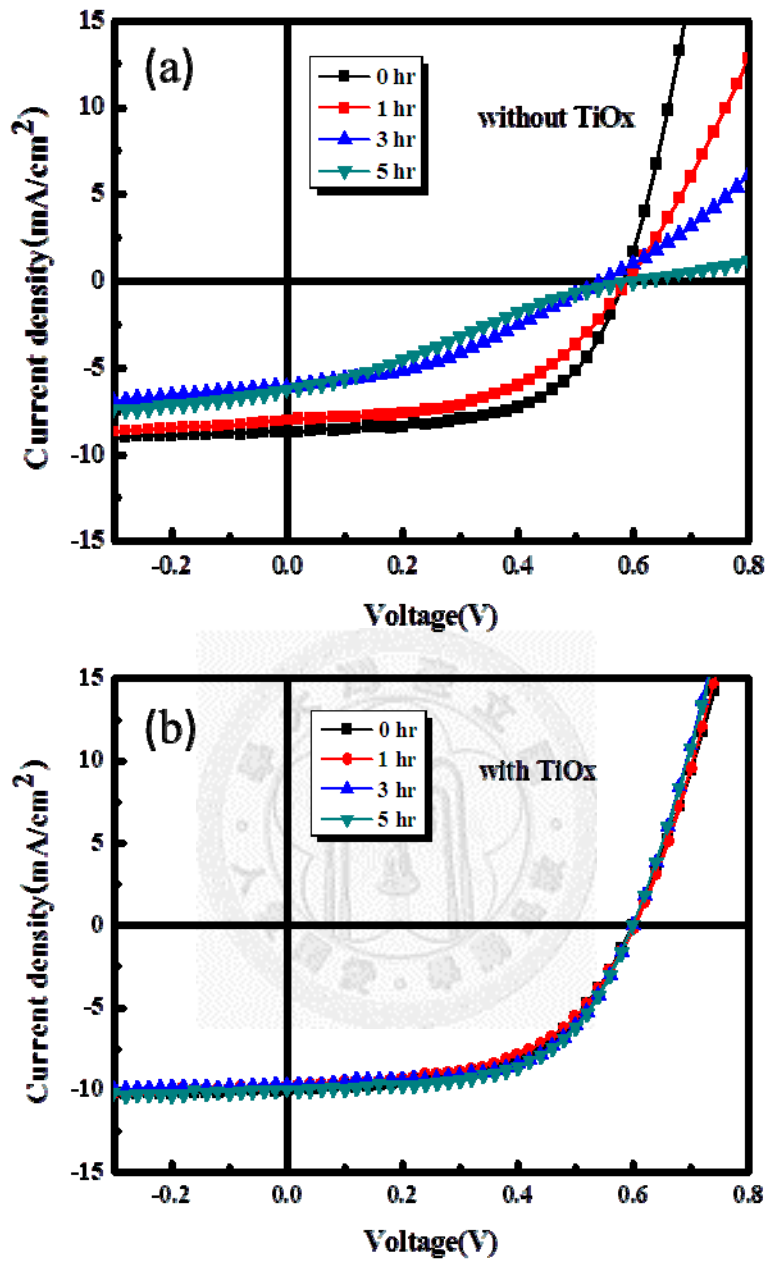 15
10
5
0
-5
-10
-15
Current density(mA/cm²)
(a)
0 hr
1 hr
3 hr
5 hr
without TiOx
-0.2
0.0
0.2
0.4
0.6
0.8
Voltage(V)
15
10
5
0
-5
-10
-15
Current density(mA/cm²)
(b)
0 hr
1 hr
3 hr
5 hr
with TiOx
-0.2
0.0
0.2
0.4
0.6
0.8
Voltage(V)